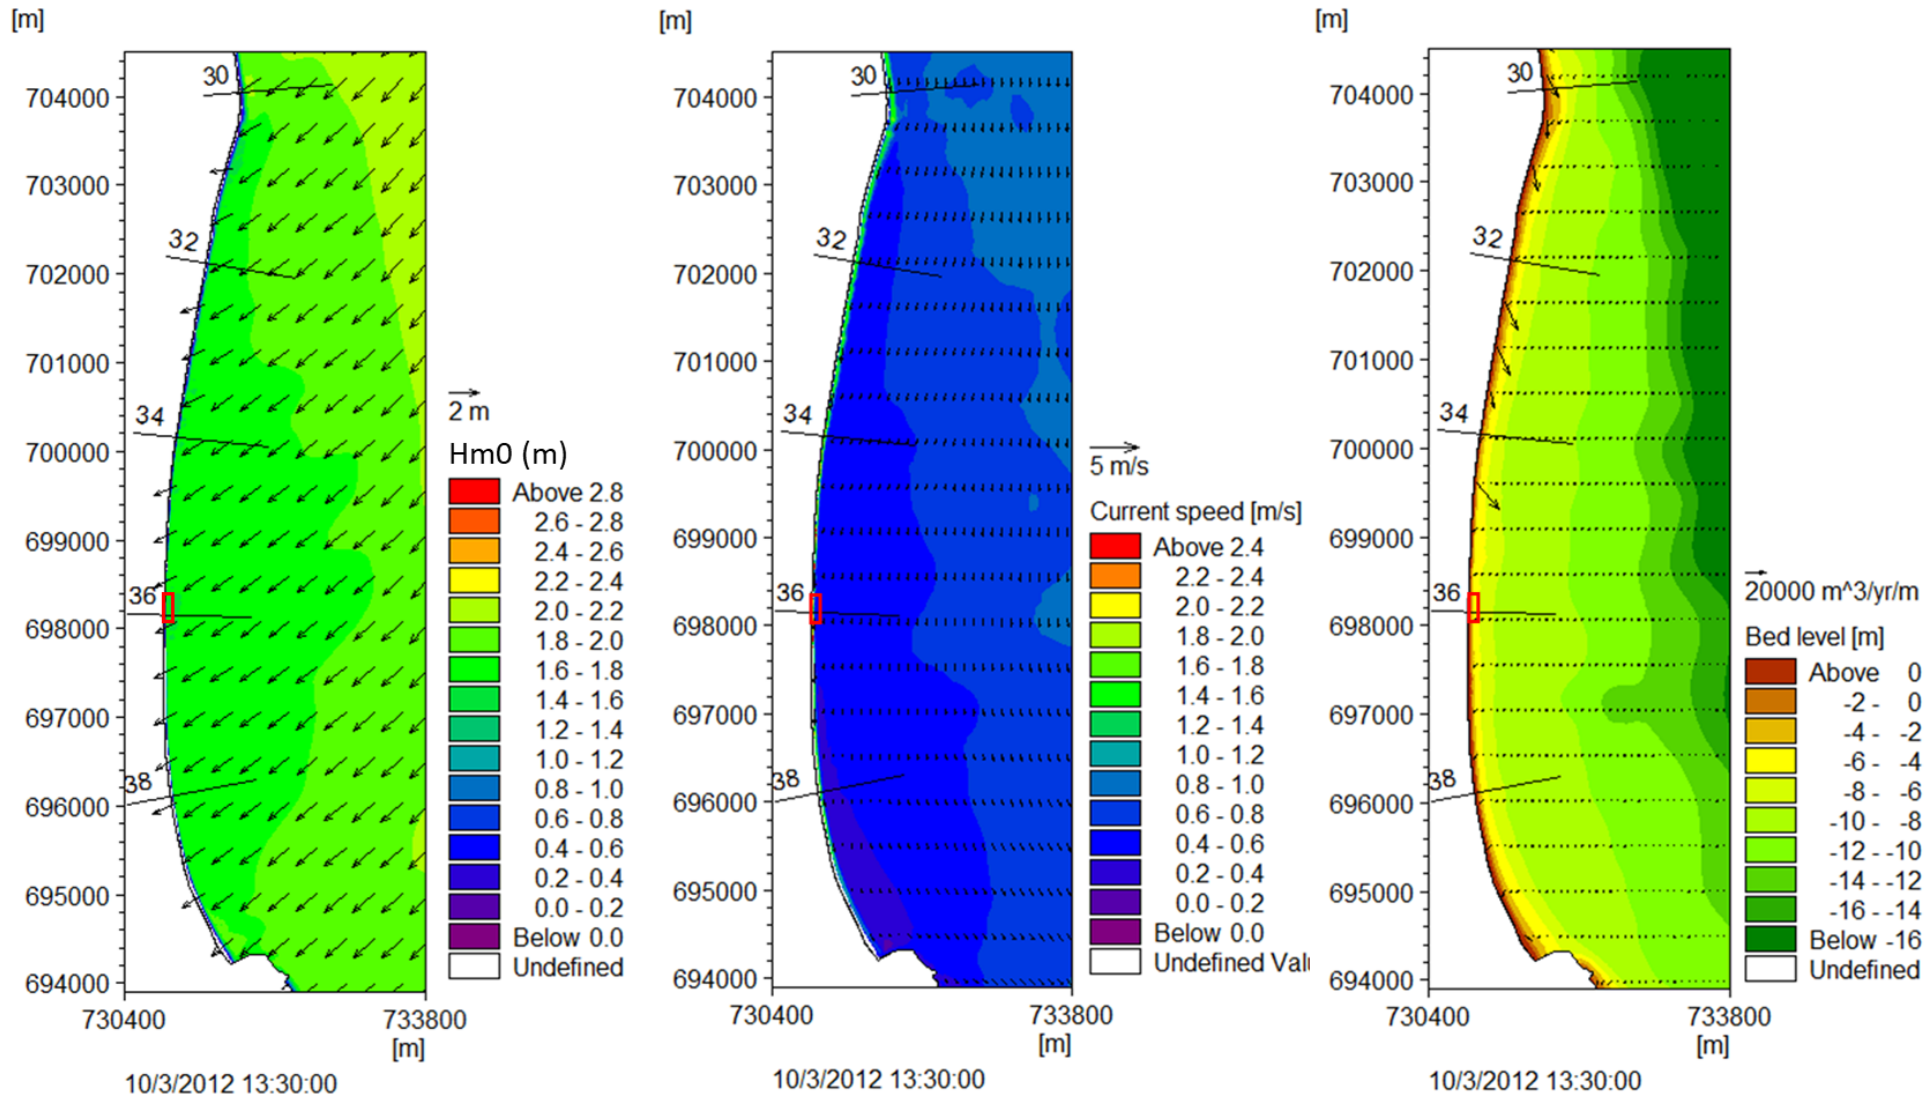 [m]
30
704000
703000
32
702000
701000
34
700000
699000
36
698000
697000
38
696000
695000
694000
730400
733800
[m]
10/3/2012 13:30:00
2 m
Hm0 (m)
Above 2.8
2.6 - 2.8
2.4 - 2.6
2.2 - 2.4
2.0 - 2.2
1.8 - 2.0
1.6 - 1.8
1.4 - 1.6
1.2 - 1.4
1.0 - 1.2
0.8 - 1.0
0.6 - 0.8
0.4 - 0.6
0.2 - 0.4
0.0 - 0.2
Below 0.0
Undefined
[m]
30
704000
703000
32
702000
701000
34
700000
699000
36
698000
697000
38
696000
695000
694000
730400
733800
[m]
10/3/2012 13:30:00
5 m/s
Current speed [m/s]
Above 2.4
2.2 - 2.4
2.0 - 2.2
1.8 - 2.0
1.6 - 1.8
1.4 - 1.6
1.2 - 1.4
1.0 - 1.2
0.8 - 1.0
0.6 - 0.8
0.4 - 0.6
0.2 - 0.4
0.0 - 0.2
Below 0.0
Undefined Val
[m]
30
704000
703000
32
702000
701000
34
700000
699000
36
698000
697000
38
696000
695000
694000
730400
733800
[m]
10/3/2012 13:30:00
20000 m^3/yr/m
Bed level [m]
Above 0
-2 - 0
-4 - -2
-6 - -4
-8 - -6
-10 - -8
-12 - -10
-14 - -12
-16 - -14
Below -16
Undefined